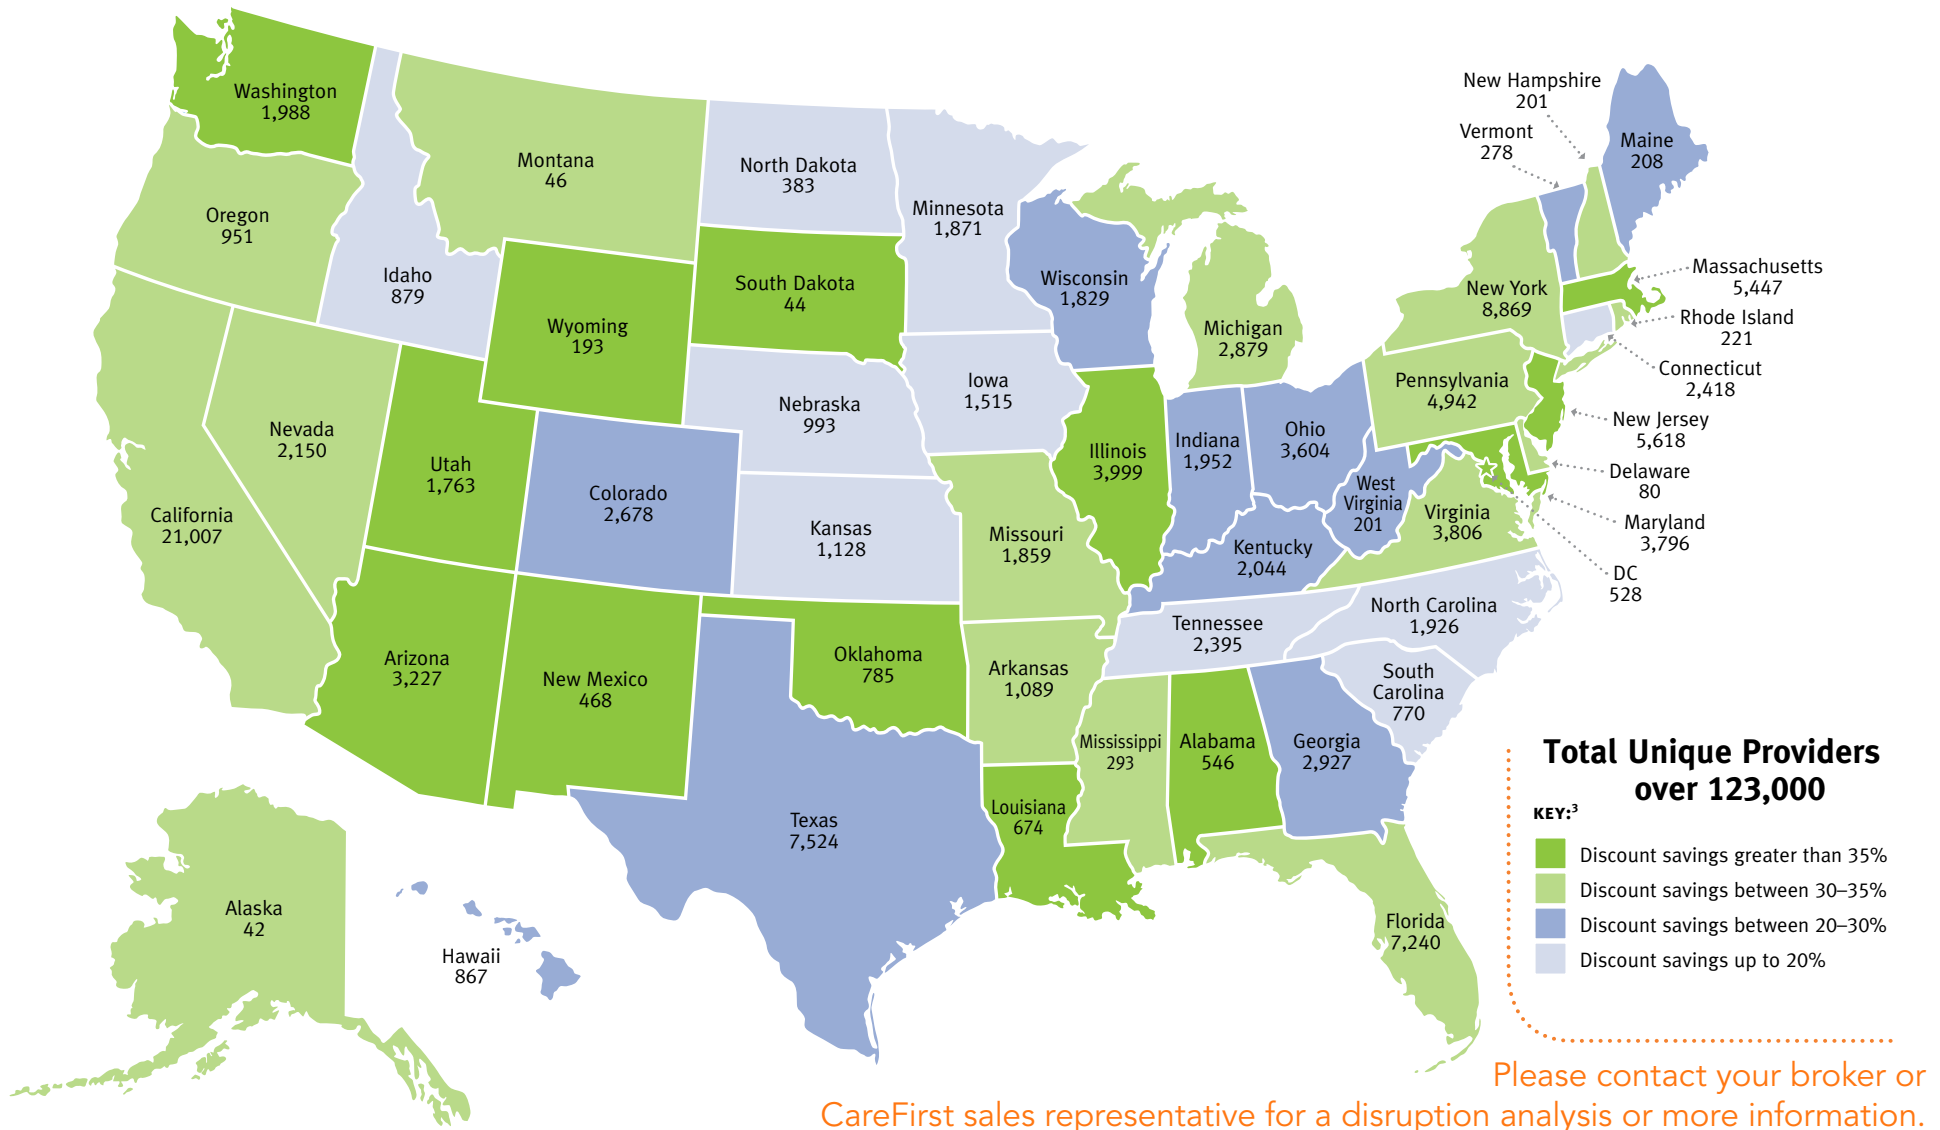 Washington
1,988
Oregon
951
California
21,007
Nevada
2,150
Idaho
879
Montana
46
Wyoming
193
Utah
1,763
Arizona
3,227
Colorado
2,678
New Mexico
468
North Dakota
383
South Dakota
44
Nebraska
993
Kansas
1,128
Oklahoma
785
Texas
7,524
Minnesota
1,871
Iowa
1,515
Missouri
1,859
Arkansas
1,089
Louisiana
674
Wisconsin
1,829
Illinois
3,999
Michigan
2,879
Indiana
1,952
Ohio
3,604
Kentucky
2,044
Tennessee
2,395
Mississippi
293
Alabama
546
Georgia
2,927
Florida
7,240
South
Carolina
770
North Carolina
1,926
Virginia
3,806
West
Virginia
201
Pennsylvania
4,942
New York
8,869
New Hampshire
201
Vermont
278
Maine
208
Massachusetts
5,447
Rhode Island
221
Connecticut
2,418
New Jersey
5,618
Delaware
80
Maryland
3,796
DC
528
Alaska
42
Hawaii
867
Total Unique Providers
over 123,000
KEY:³
Discount savings greater than 35%
Discount savings between 30–35%
Discount savings between 20–30%
Discount savings up to 20%
Please contact your broker or
CareFirst sales representative for a disruption analysis or more information.